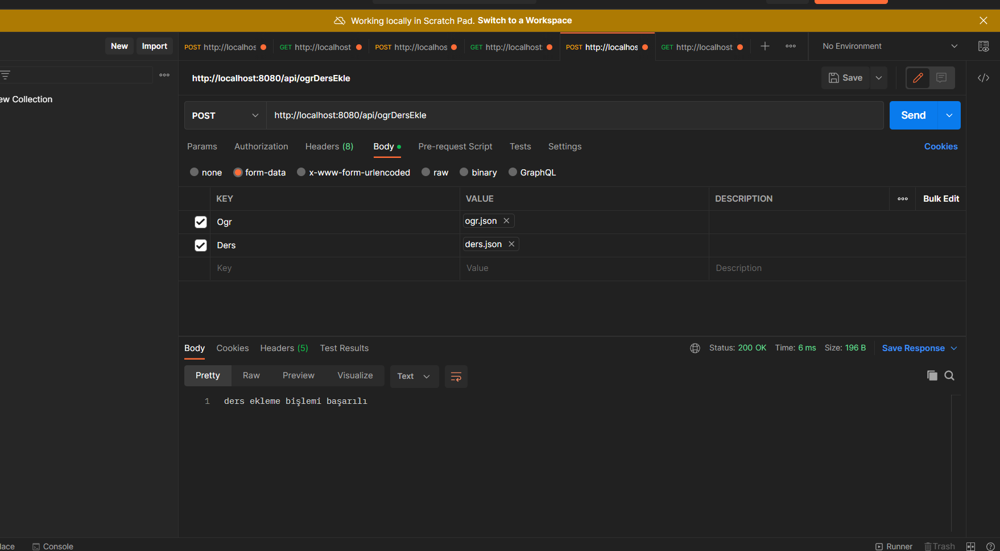 Working locally in Scratch Pad. Switch to a Workspace
New Import POST http://localhos GET http://localhost POST http://localhos GET http://localhost: POST http://localhos GET http://localhost No Environment
http://localhost:8080/api/ogrDersEkle Save
ew Collection
POST http://localhost:8080/api/ogrDersEkle Send
Params Authorization Headers (8) Body Pre-request Script Tests Settings Cookies
none form-data x-www-form-urlencoded raw binary GraphQL
KEY VALUE DESCRIPTION Bulk Edit
Ogr ogr.json
Ders ders.json
Key Value Description
Body Cookies Headers (5) Test Results Status: 200 OK Time: 6 ms Size: 196 B Save Response
Pretty Raw Preview Visualize Text
1 ders ekleme bişlemi başarılı
lace Console Runner Trash